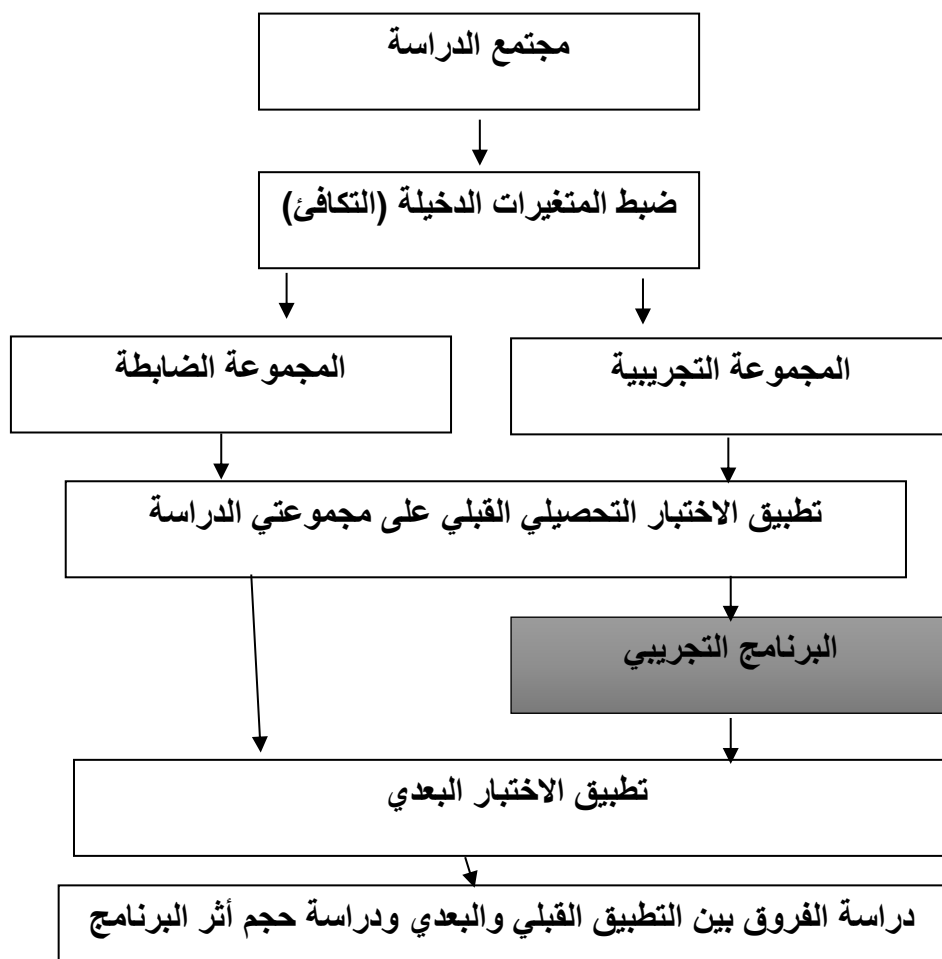 مجتمع الدراسة
ضبط المتغيرات الدخيلة (التكافئ)
المجموعة التجريبية
المجموعة الضابطة
تطبيق الاختبار التحصيلي القبلي على مجموعتي الدراسة
البرنامج التجريبي
تطبيق الاختبار البعدي
دراسة الفروق بين التطبيق القبلي والبعدي ودراسة حجم أثر البرنامج